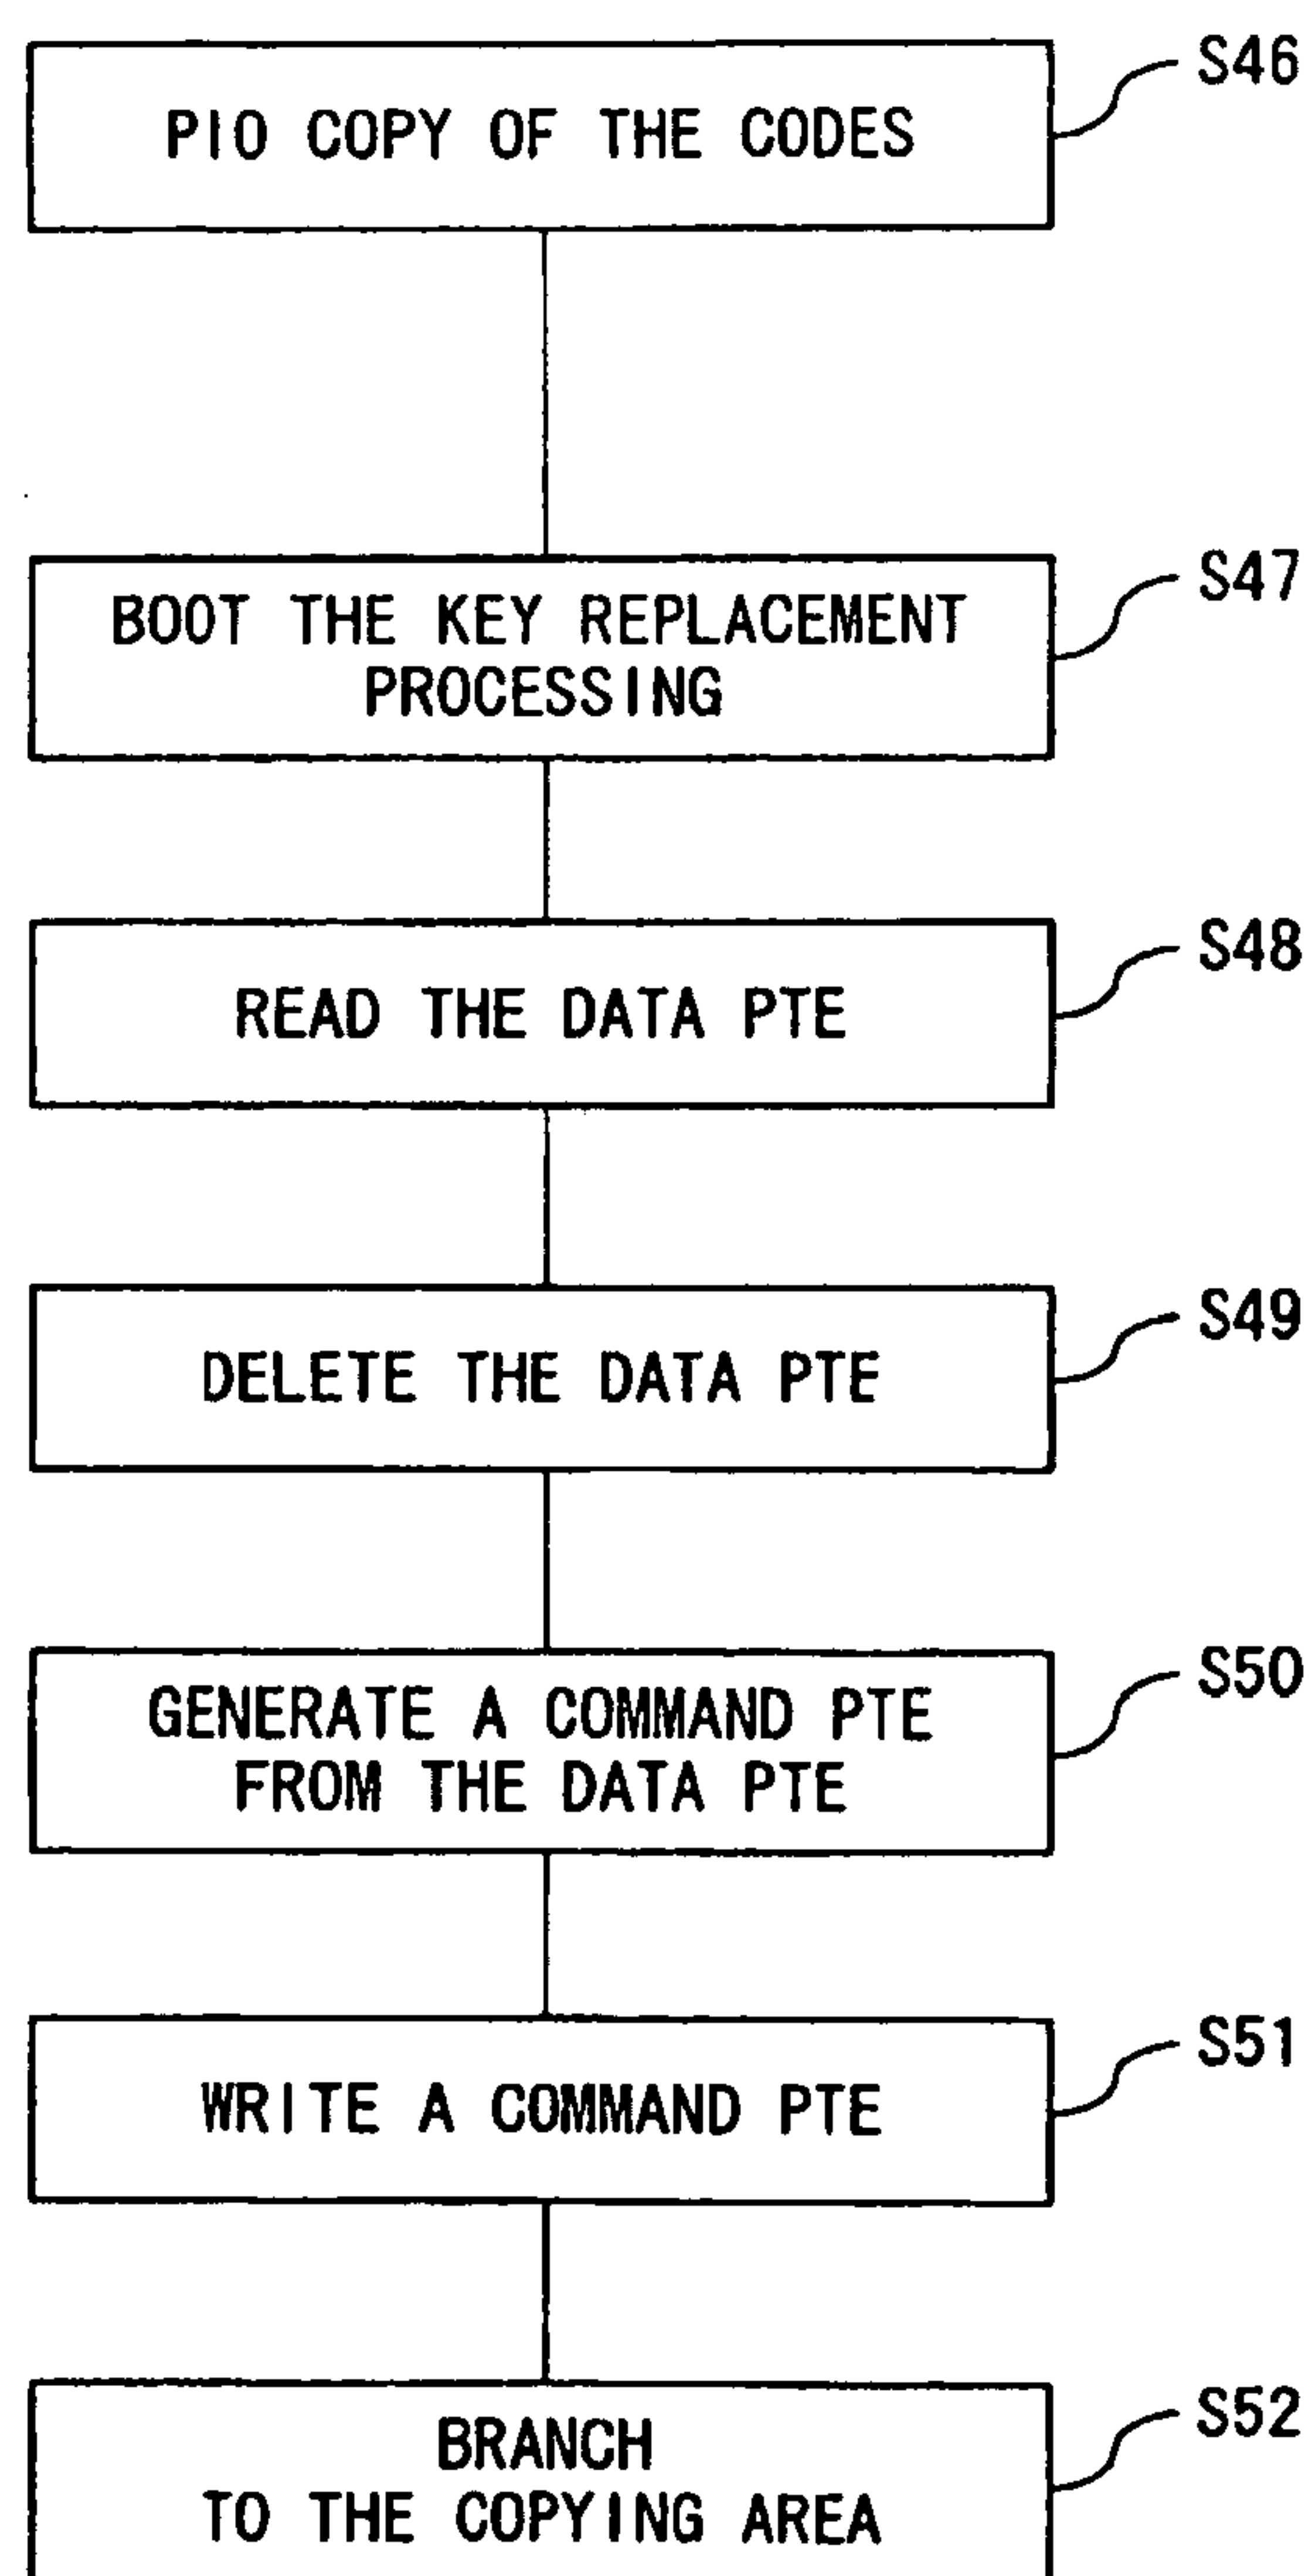 S46
PIO COPY OF THE CODES
S47
BOOT THE KEY REPLACEMENT
PROCESSING
S48
READ THE DATA PTE
S49
DELETE THE DATA PTE
S50
GENERATE A COMMAND PTE
FROM THE DATA PTE
S51
WRITE A COMMAND PTE
S52
BRANCH
TO THE COPYING AREA